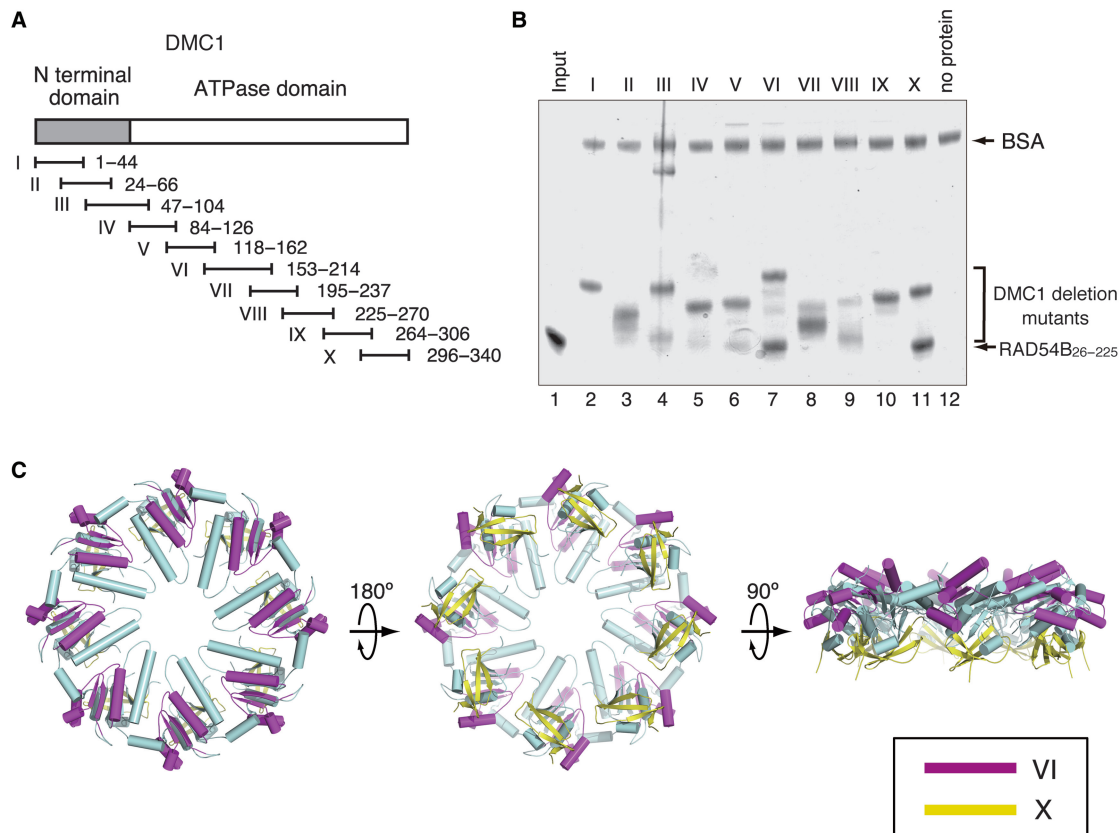 A
DMC1
N terminal
domain
ATPase domain
I 1–44
II 24–66
III 47–104
IV 84–126
V 118–162
VI 153–214
VII 195–237
VIII 225–270
IX 264–306
X 296–340
B
Input I II III IV V VI VII VIII IX X no protein
BSA
DMC1 deletion
mutants
RAD54B26–225
1 2 3 4 5 6 7 8 9 10 11 12
C
180º
90º
VI
X